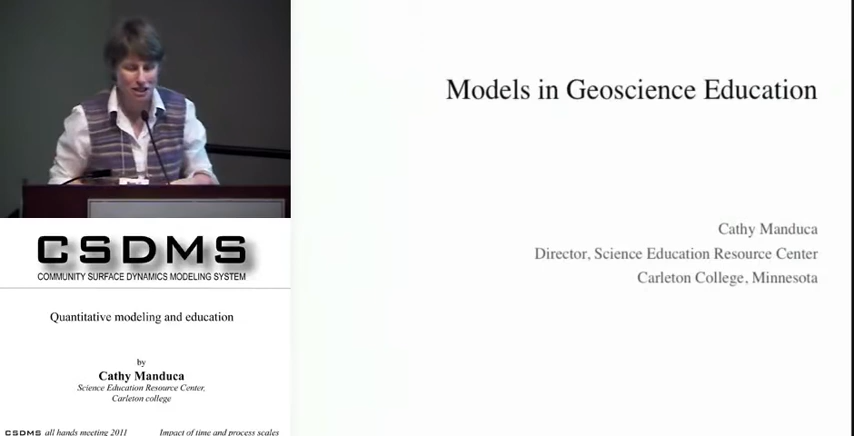 Models in Geoscience Education
Cathy Manduca
Director, Science Education Resource Center
Carleton College, Minnesota
CSDMS
COMMUNITY SURFACE DYNAMICS MODELING SYSTEM
Quantitative modeling and education
by
Cathy Manduca
Science Education Resource Center,
Carleton college
CSDMS all hands meeting 2011 Impact of time and process scales